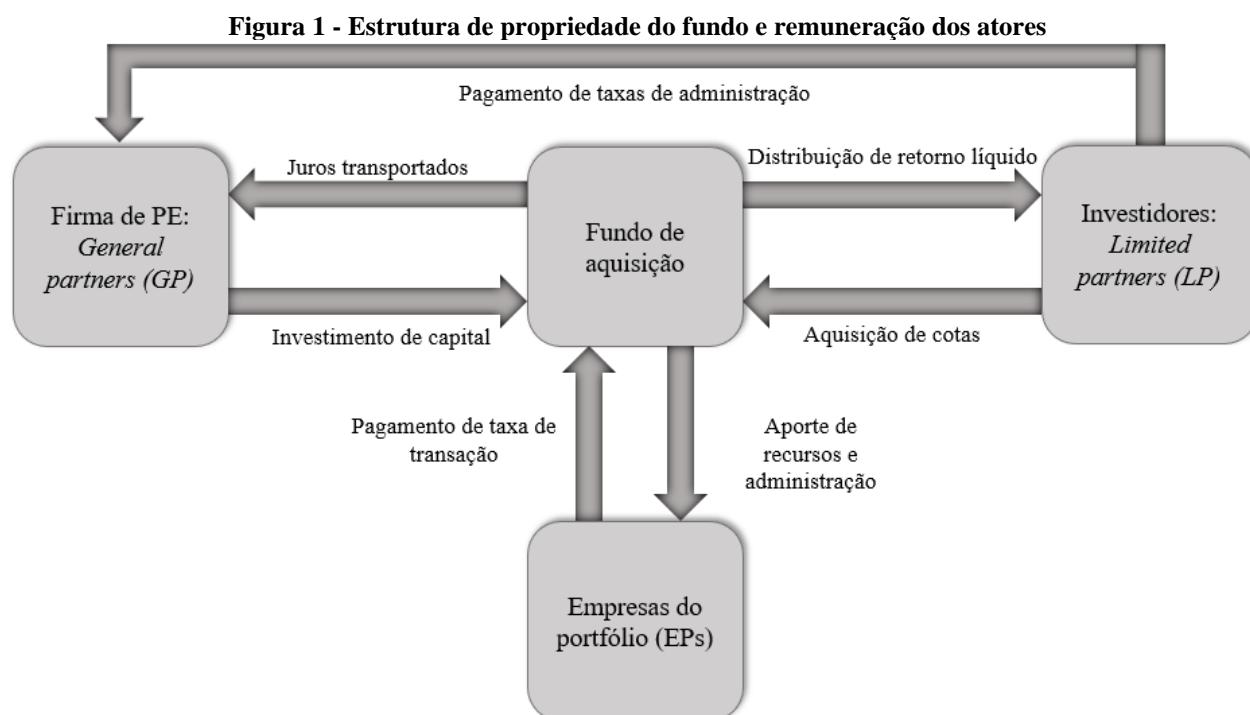 Figura 1 - Estrutura de propriedade do fundo e remuneração dos atores
Pagamento de taxas de administração
Juros transportados
Distribuição de retorno líquido
Firma de PE:
General
partners (GP)
Fundo de
aquisição
Investidores:
Limited
partners (LP)
Investimento de capital
Aquisição de cotas
Pagamento de taxa de
transação
Aporte de
recursos e
administração
Empresas do
portfólio (EPs)